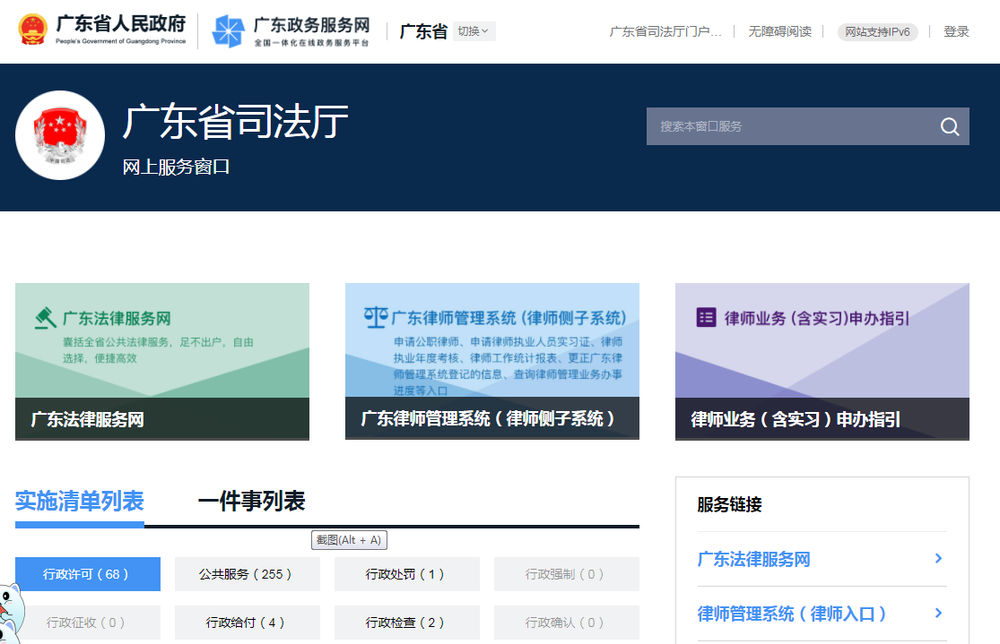 广东省人民政府
People's Government of Guangdong Province
广东政务服务网
全国一体化在线政务服务平台
广东省 切换
广东省司法厅门户... 无障碍阅读 网站支持IPv6 登录
广东省司法厅
网上服务窗口
搜索本窗口服务
广东法律服务网
囊括全省公共法律服务，足不出户，自由
选择，便捷高效
广东法律服务网
广东律师管理系统 (律师侧子系统)
申请公职律师、申请律师执业人员实习证、律师
执业年度考核、律师工作统计报表、更正广东律
师管理系统登记的信息、查询律师管理业务办事
进度等入口
广东律师管理系统（律师侧子系统）
律师业务 (含实习)申办指引
律师业务（含实习）申办指引
实施清单列表 一件事列表
截图(Alt + A)
行政许可（68） 公共服务（255） 行政处罚（1） 行政强制（0）
行政征收（0） 行政给付（4） 行政检查（2） 行政确认（0）
服务链接
广东法律服务网
律师管理系统（律师入口）